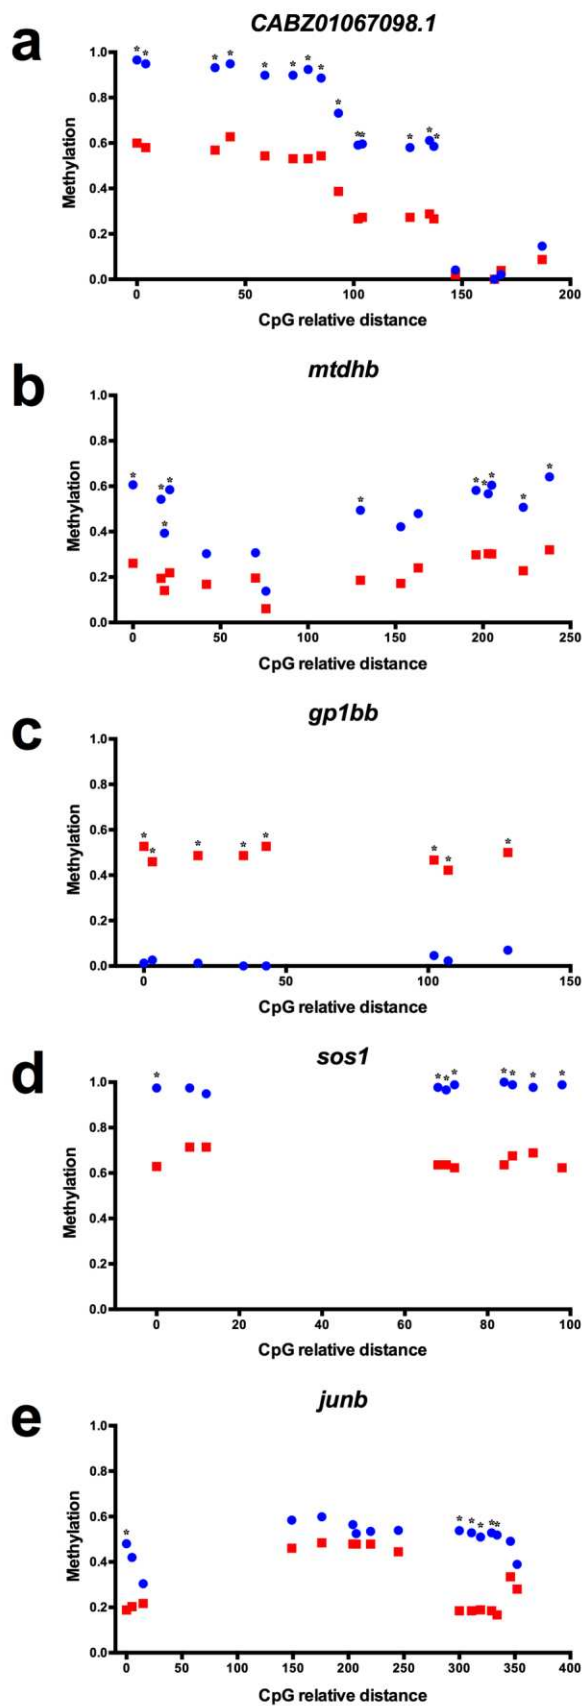 a
CABZ01067098.1
1.0
0.8
0.6
0.4
0.2
0.0
Methylation
0 50 100 150 200
CpG relative distance
b
mtdhb
1.0
0.8
0.6
0.4
0.2
0.0
Methylation
0 50 100 150 200 250
CpG relative distance
c
gp1bb
1.0
0.8
0.6
0.4
0.2
0.0
Methylation
0 50 100 150
CpG relative distance
d
sos1
1.0
0.8
0.6
0.4
0.2
0.0
Methylation
0 20 40 60 80 100
CpG relative distance
e
junb
1.0
0.8
0.6
0.4
0.2
0.0
Methylation
0 50 100 150 200 250 300 350 400
CpG relative distance